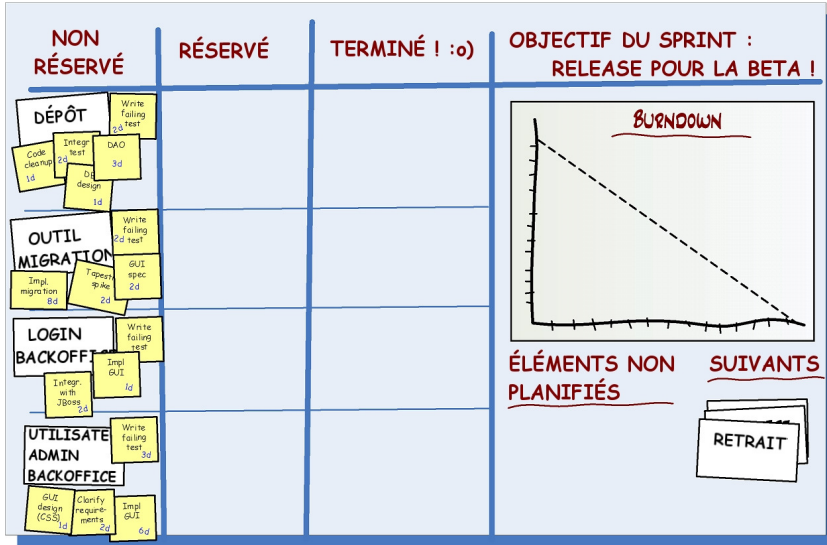 NON
RÉSERVÉ
RÉSERVÉ
TERMINÉ ! :o)
OBJECTIF DU SPRINT :
RELEASE POUR LA BETA !
DÉPÔT
Write
failing
test
2d
Code
cleanup
1d
Integr
test
2d
DAO
3d
DB
design
1d
OUTIL
MIGRATION
Write
failing
test
2d
Impl.
migration
8d
Tapestry
spike
2d
GUI
spec
2d
LOGIN
BACKOFFICE
Write
failing
test
Impl
GUI
1d
Integr.
with
JBoss
2d
UTILISATE
ADMIN
BACKOFFICE
Write
failing
test
3d
GUI
design
(CSS)
1d
Clarify
require-
ments
2d
Impl
GUI
6d
BURNDOWN
ÉLÉMENTS NON
PLANIFIÉS
SUIVANTS
RETRAIT